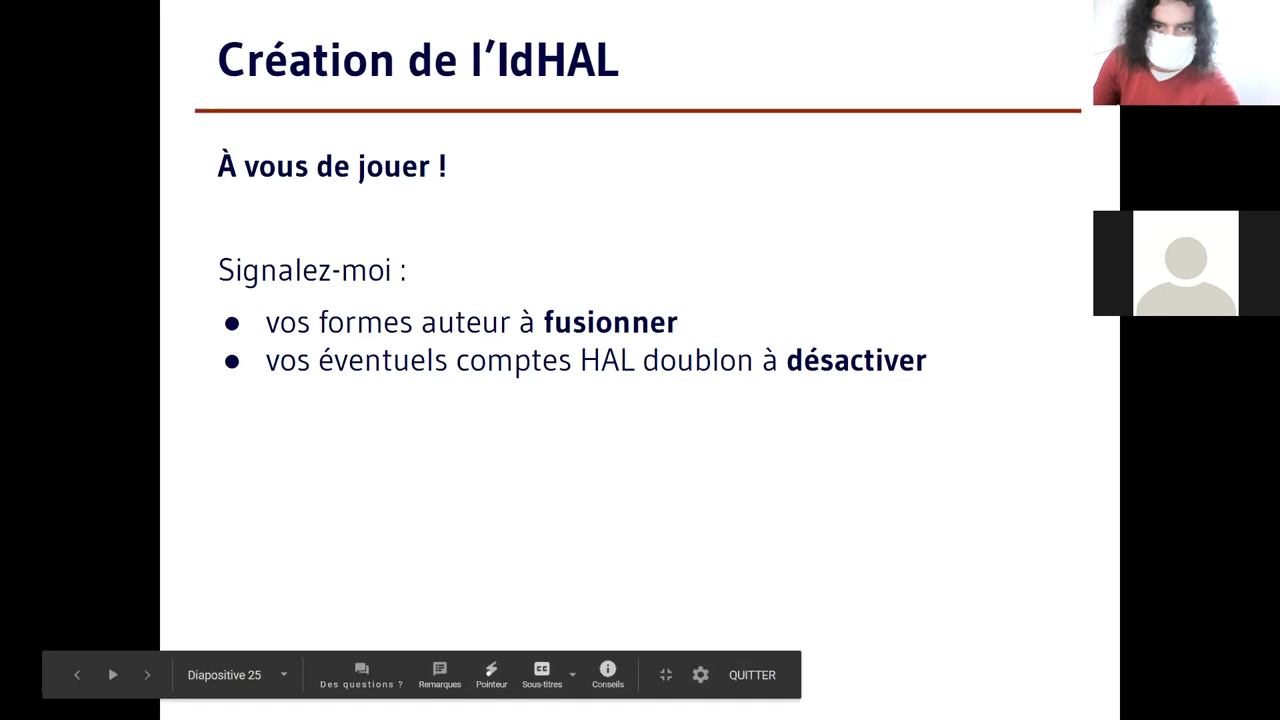 Création de l’IdHAL
À vous de jouer !
Signalez-moi :
● vos formes auteur à fusionner
● vos éventuels comptes HAL doublon à désactiver
Diapositive 25
Des questions ?
Remarques
Pointeur
CC
Sous-titres
Conseils
QUITTER